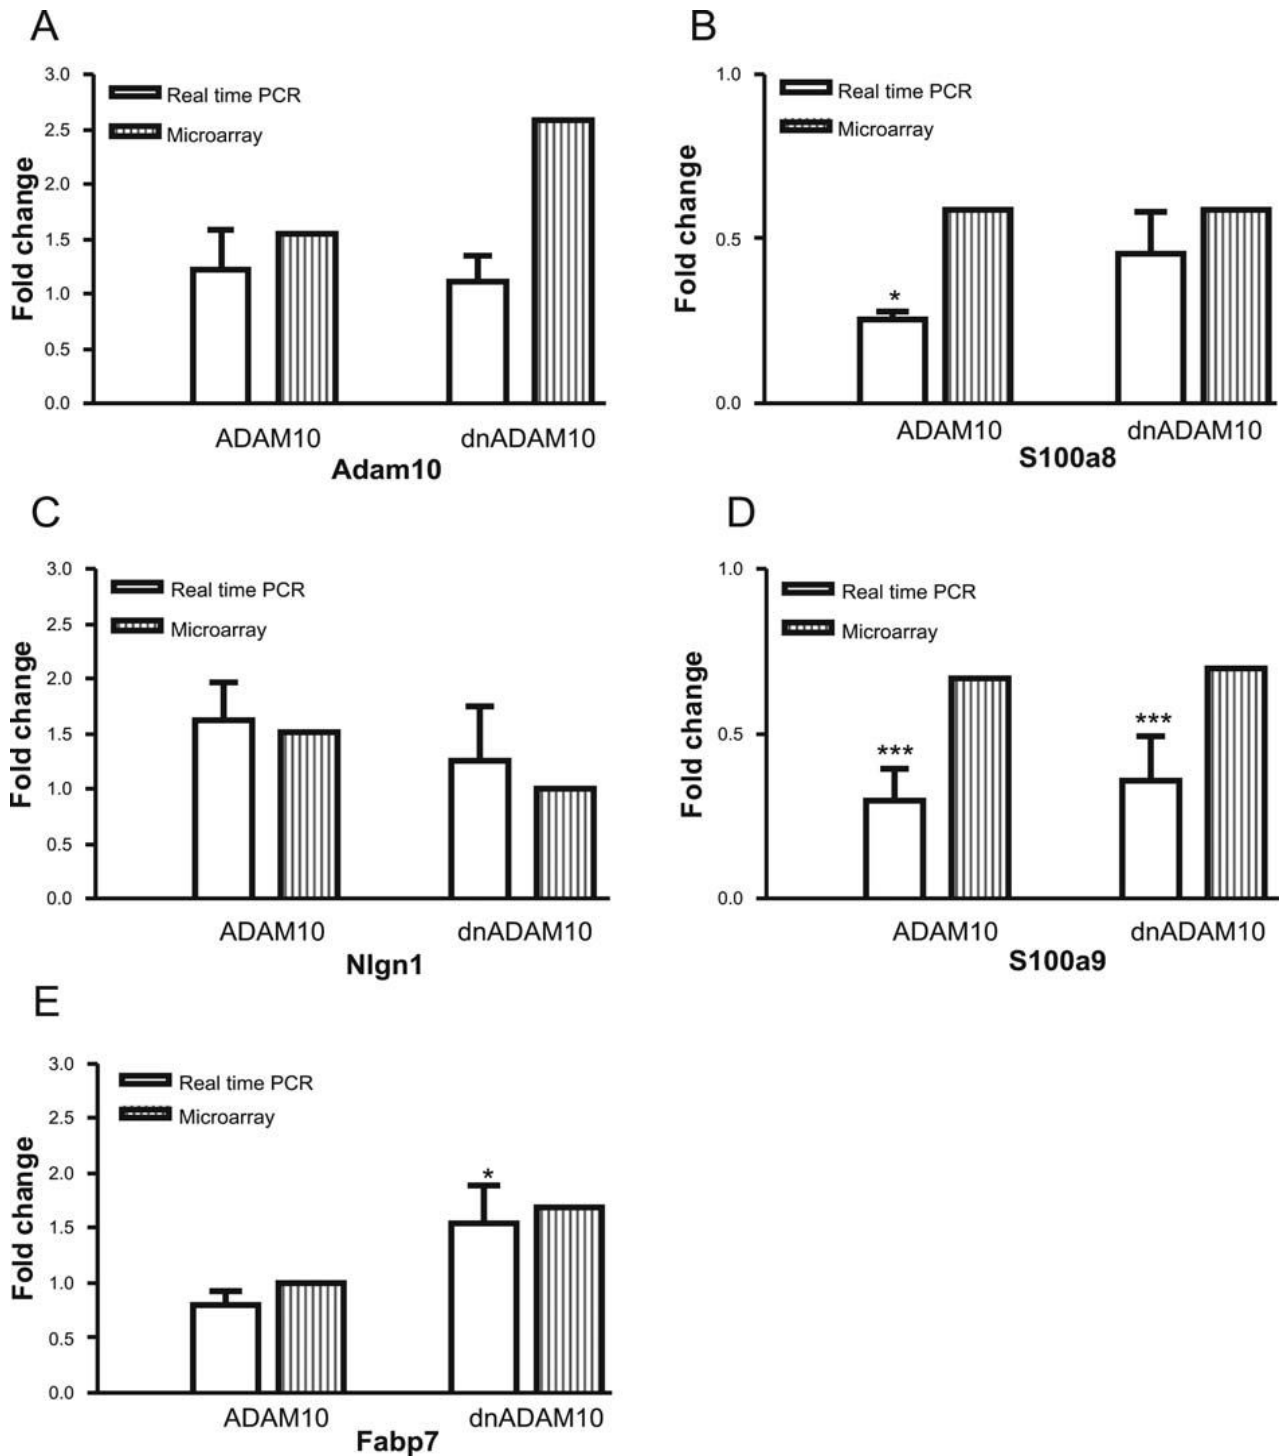 A
3.0
2.5
2.0
1.5
1.0
0.5
0.0
Fold change
Real time PCR
Microarray
ADAM10 dnADAM10
Adam10
B
1.0
0.5
0.0
Fold change
Real time PCR
Microarray
*
ADAM10 dnADAM10
S100a8
C
3.0
2.5
2.0
1.5
1.0
0.5
0.0
Fold change
Real time PCR
Microarray
ADAM10 dnADAM10
Nlgn1
D
1.0
0.5
0.0
Fold change
Real time PCR
Microarray
***
***
ADAM10 dnADAM10
S100a9
E
3.0
2.5
2.0
1.5
1.0
0.5
0.0
Fold change
Real time PCR
Microarray
*
ADAM10 dnADAM10
Fabp7